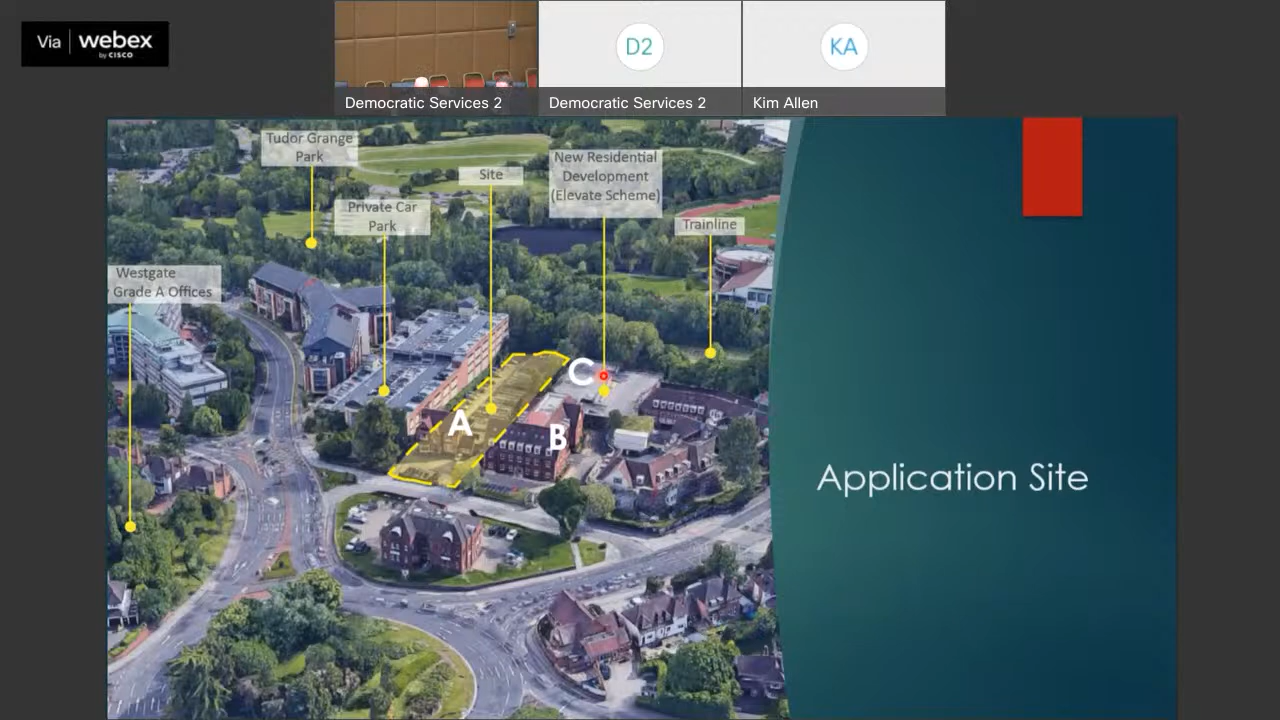 Via webex
by CISCO
D2
KA
Democratic Services 2
Democratic Services 2
Kim Allen
Tudor Grange
Park
Site
New Residential
Development
(Elevate Scheme)
Private Car
Park
Trainline
Westgate
Grade A Offices
C
A
B
Application Site